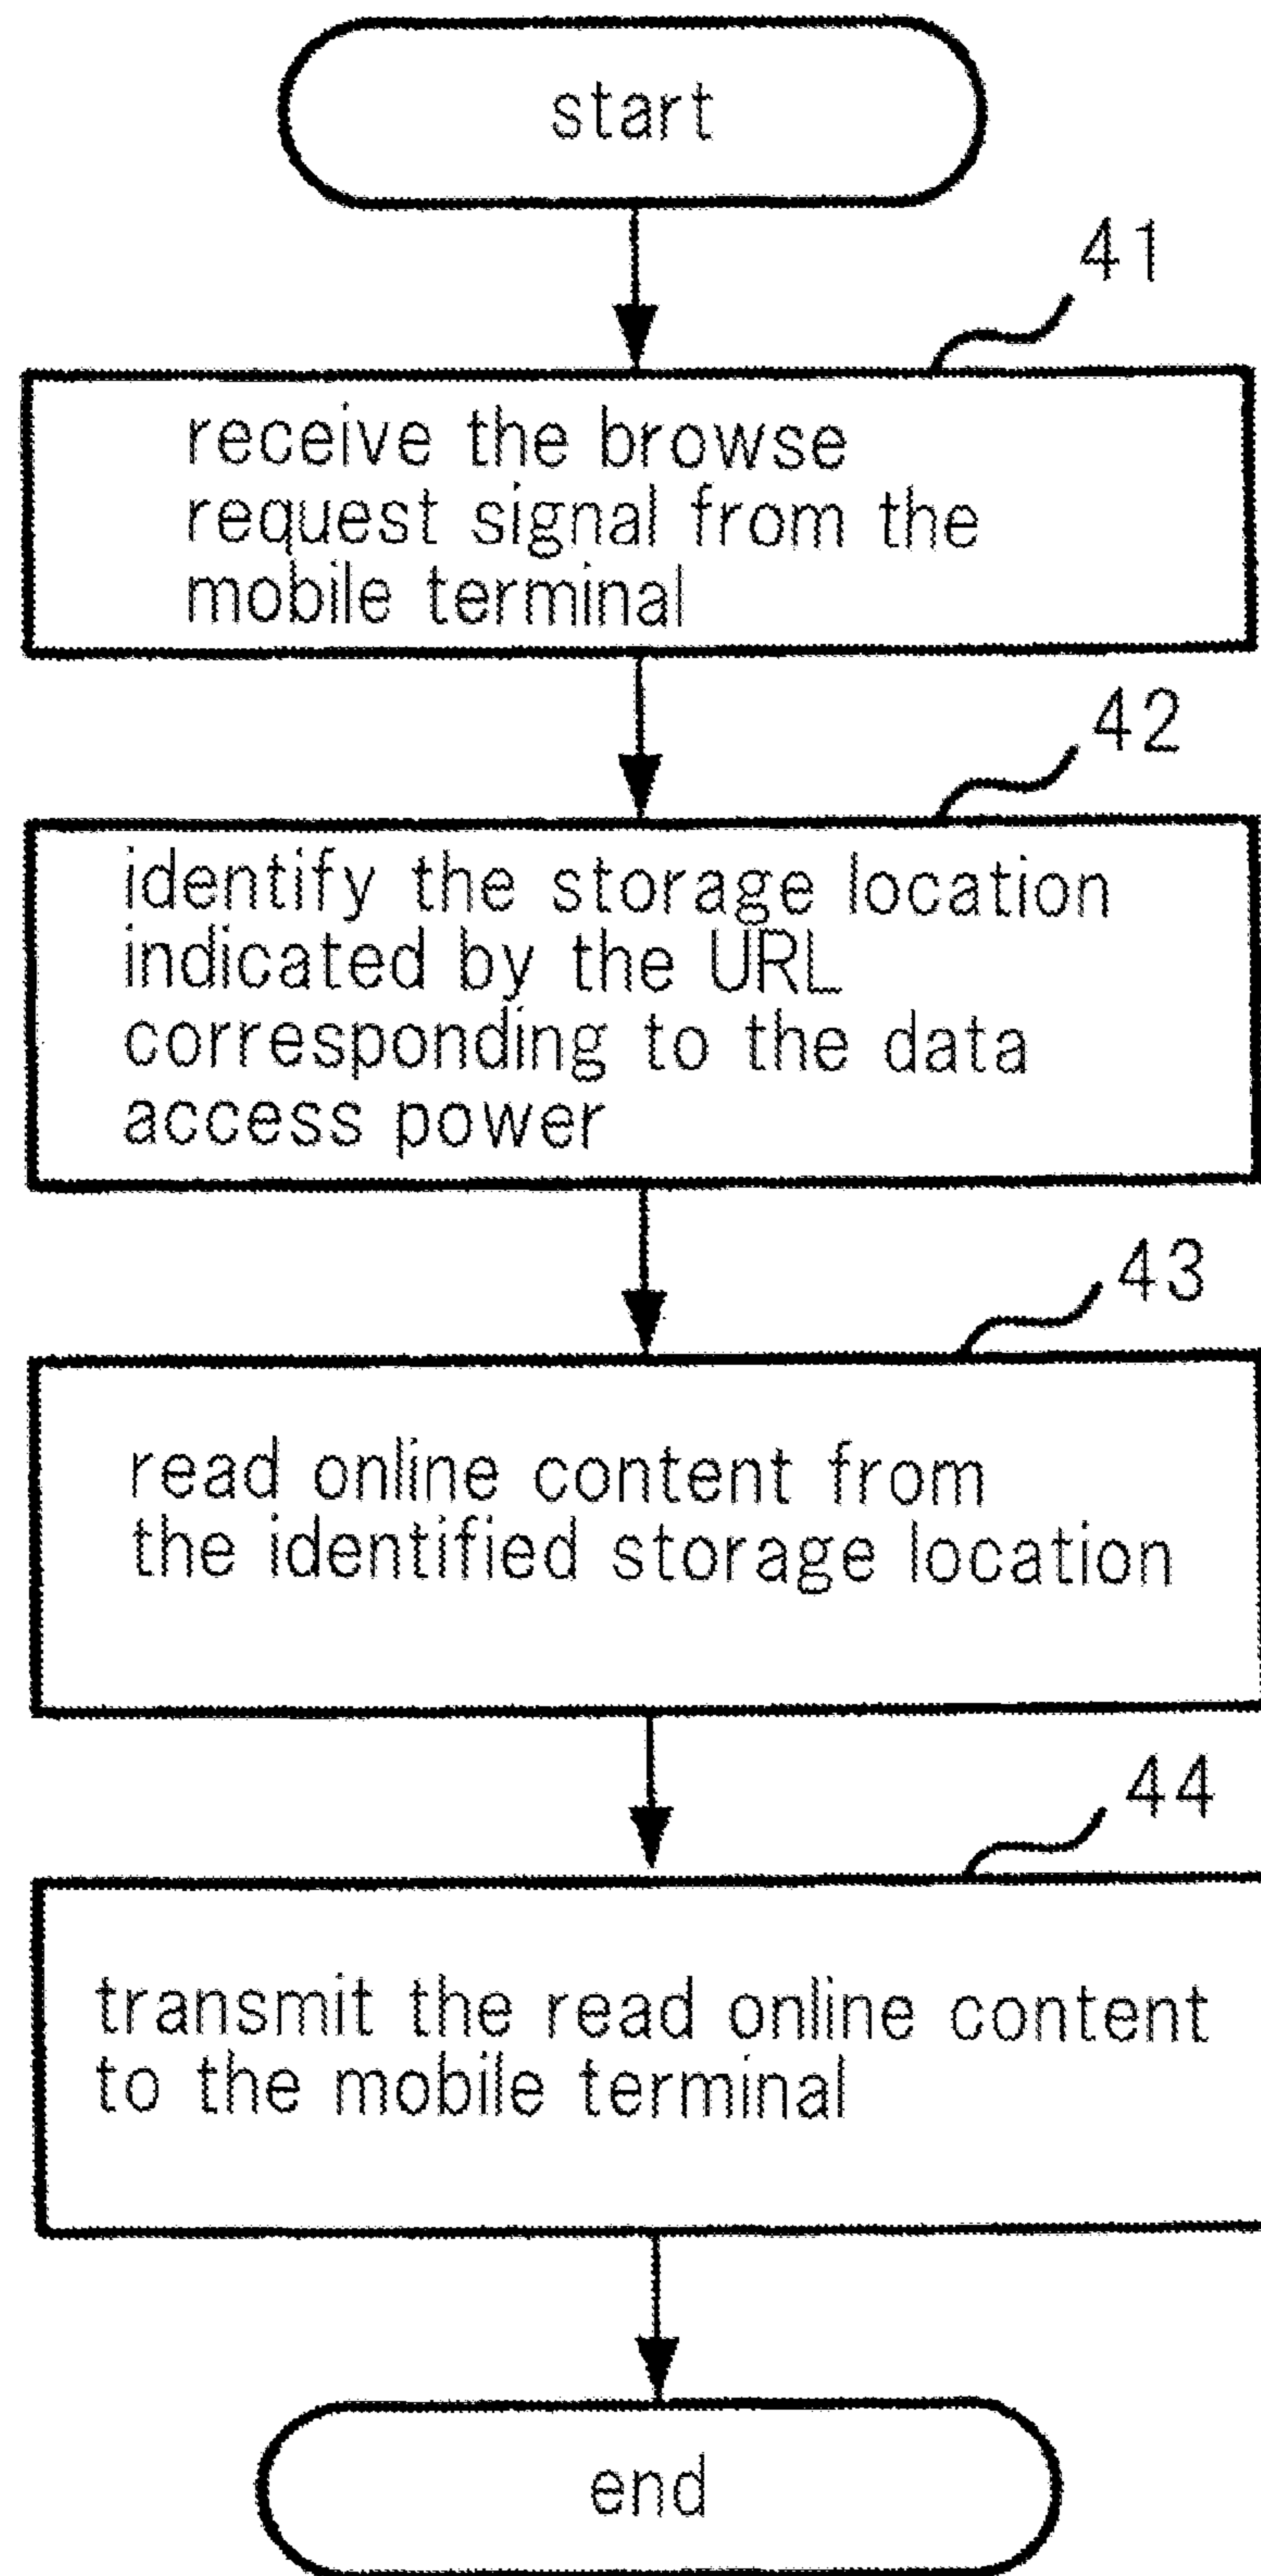 start
41
receive the browse
request signal from the
mobile terminal
42
identify the storage location
indicated by the URL
corresponding to the data
access power
43
read online content from
the identified storage location
44
transmit the read online content
to the mobile terminal
end